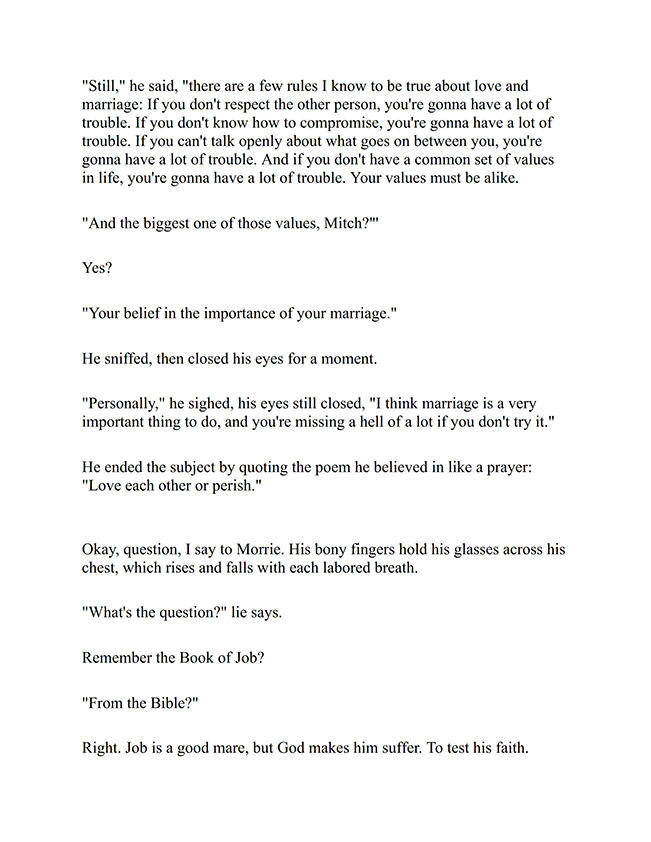 "Still," he said, "there are a few rules I know to be true about love and
marriage: If you don't respect the other person, you're gonna have a lot of
trouble. If you don't know how to compromise, you're gonna have a lot of
trouble. If you can't talk openly about what goes on between you, you're
gonna have a lot of trouble. And if you don't have a common set of values
in life, you're gonna have a lot of trouble. Your values must be alike.
"And the biggest one of those values, Mitch?"'
Yes?
"Your belief in the importance of your marriage."
He sniffed, then closed his eyes for a moment.
"Personally," he sighed, his eyes still closed, "I think marriage is a very
important thing to do, and you're missing a hell of a lot if you don't try it."
He ended the subject by quoting the poem he believed in like a prayer:
"Love each other or perish."
Okay, question, I say to Morrie. His bony fingers hold his glasses across his
chest, which rises and falls with each labored breath.
"What's the question?" lie says.
Remember the Book of Job?
"From the Bible?"
Right. Job is a good mare, but God makes him suffer. To test his faith.